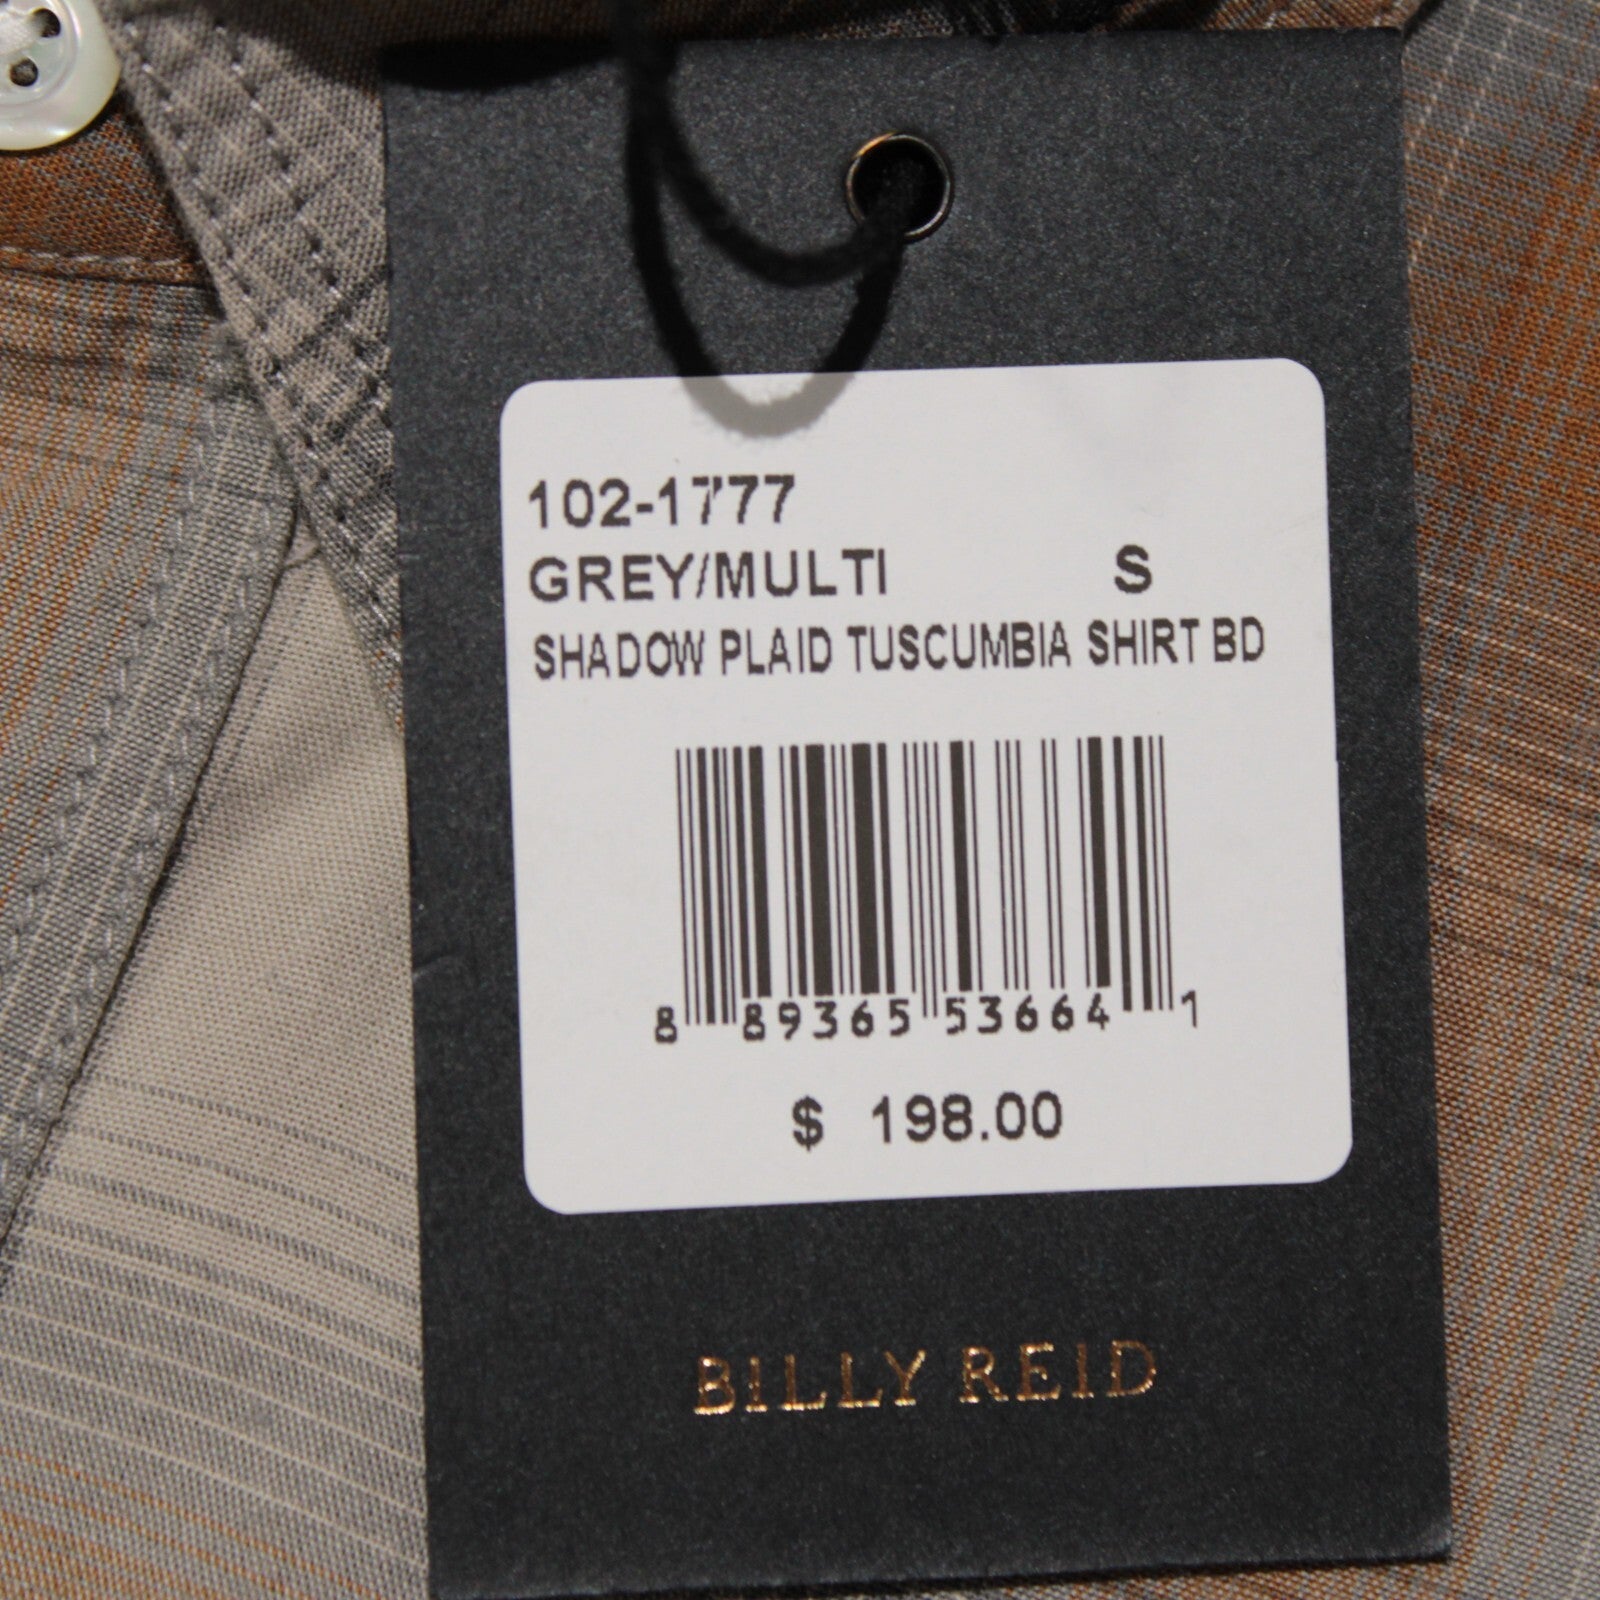 102-1777
GREY/MULTI S
SHADOW PLAID TUSCUMBIA SHIRT BD
8 89365 53664 1
$ 198.00
BILLY REID